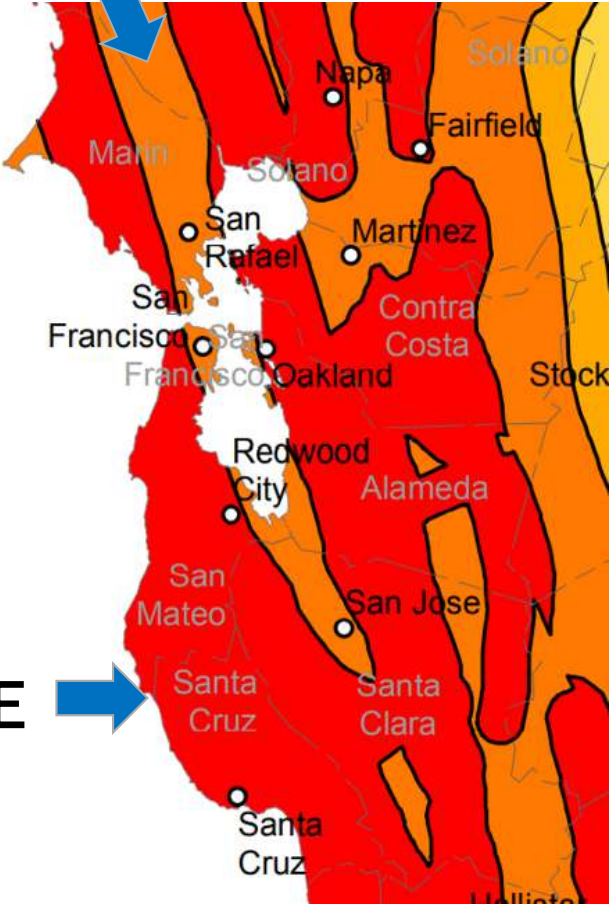 Solano
Napa
Fairfield
Marin
Solano
San
Rafael
Martinez
San
Francisco
Contra
Costa
San
Francisco
Oakland
Stock
Redwood
City
Alameda
San
Mateo
San Jose
E
Santa
Cruz
Santa
Clara
Santa
Cruz